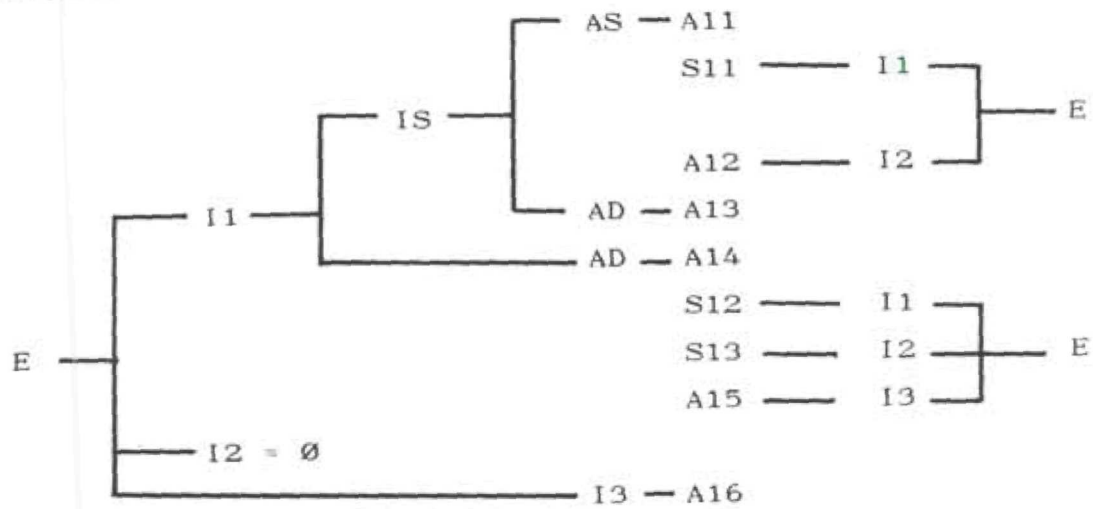 AS A11
S11 I1
IS E
A12 I2
I1 AD A13
AD A14
S12 I1
E S13 I2 E
A15 I3
I2 = Ø
I3 A16